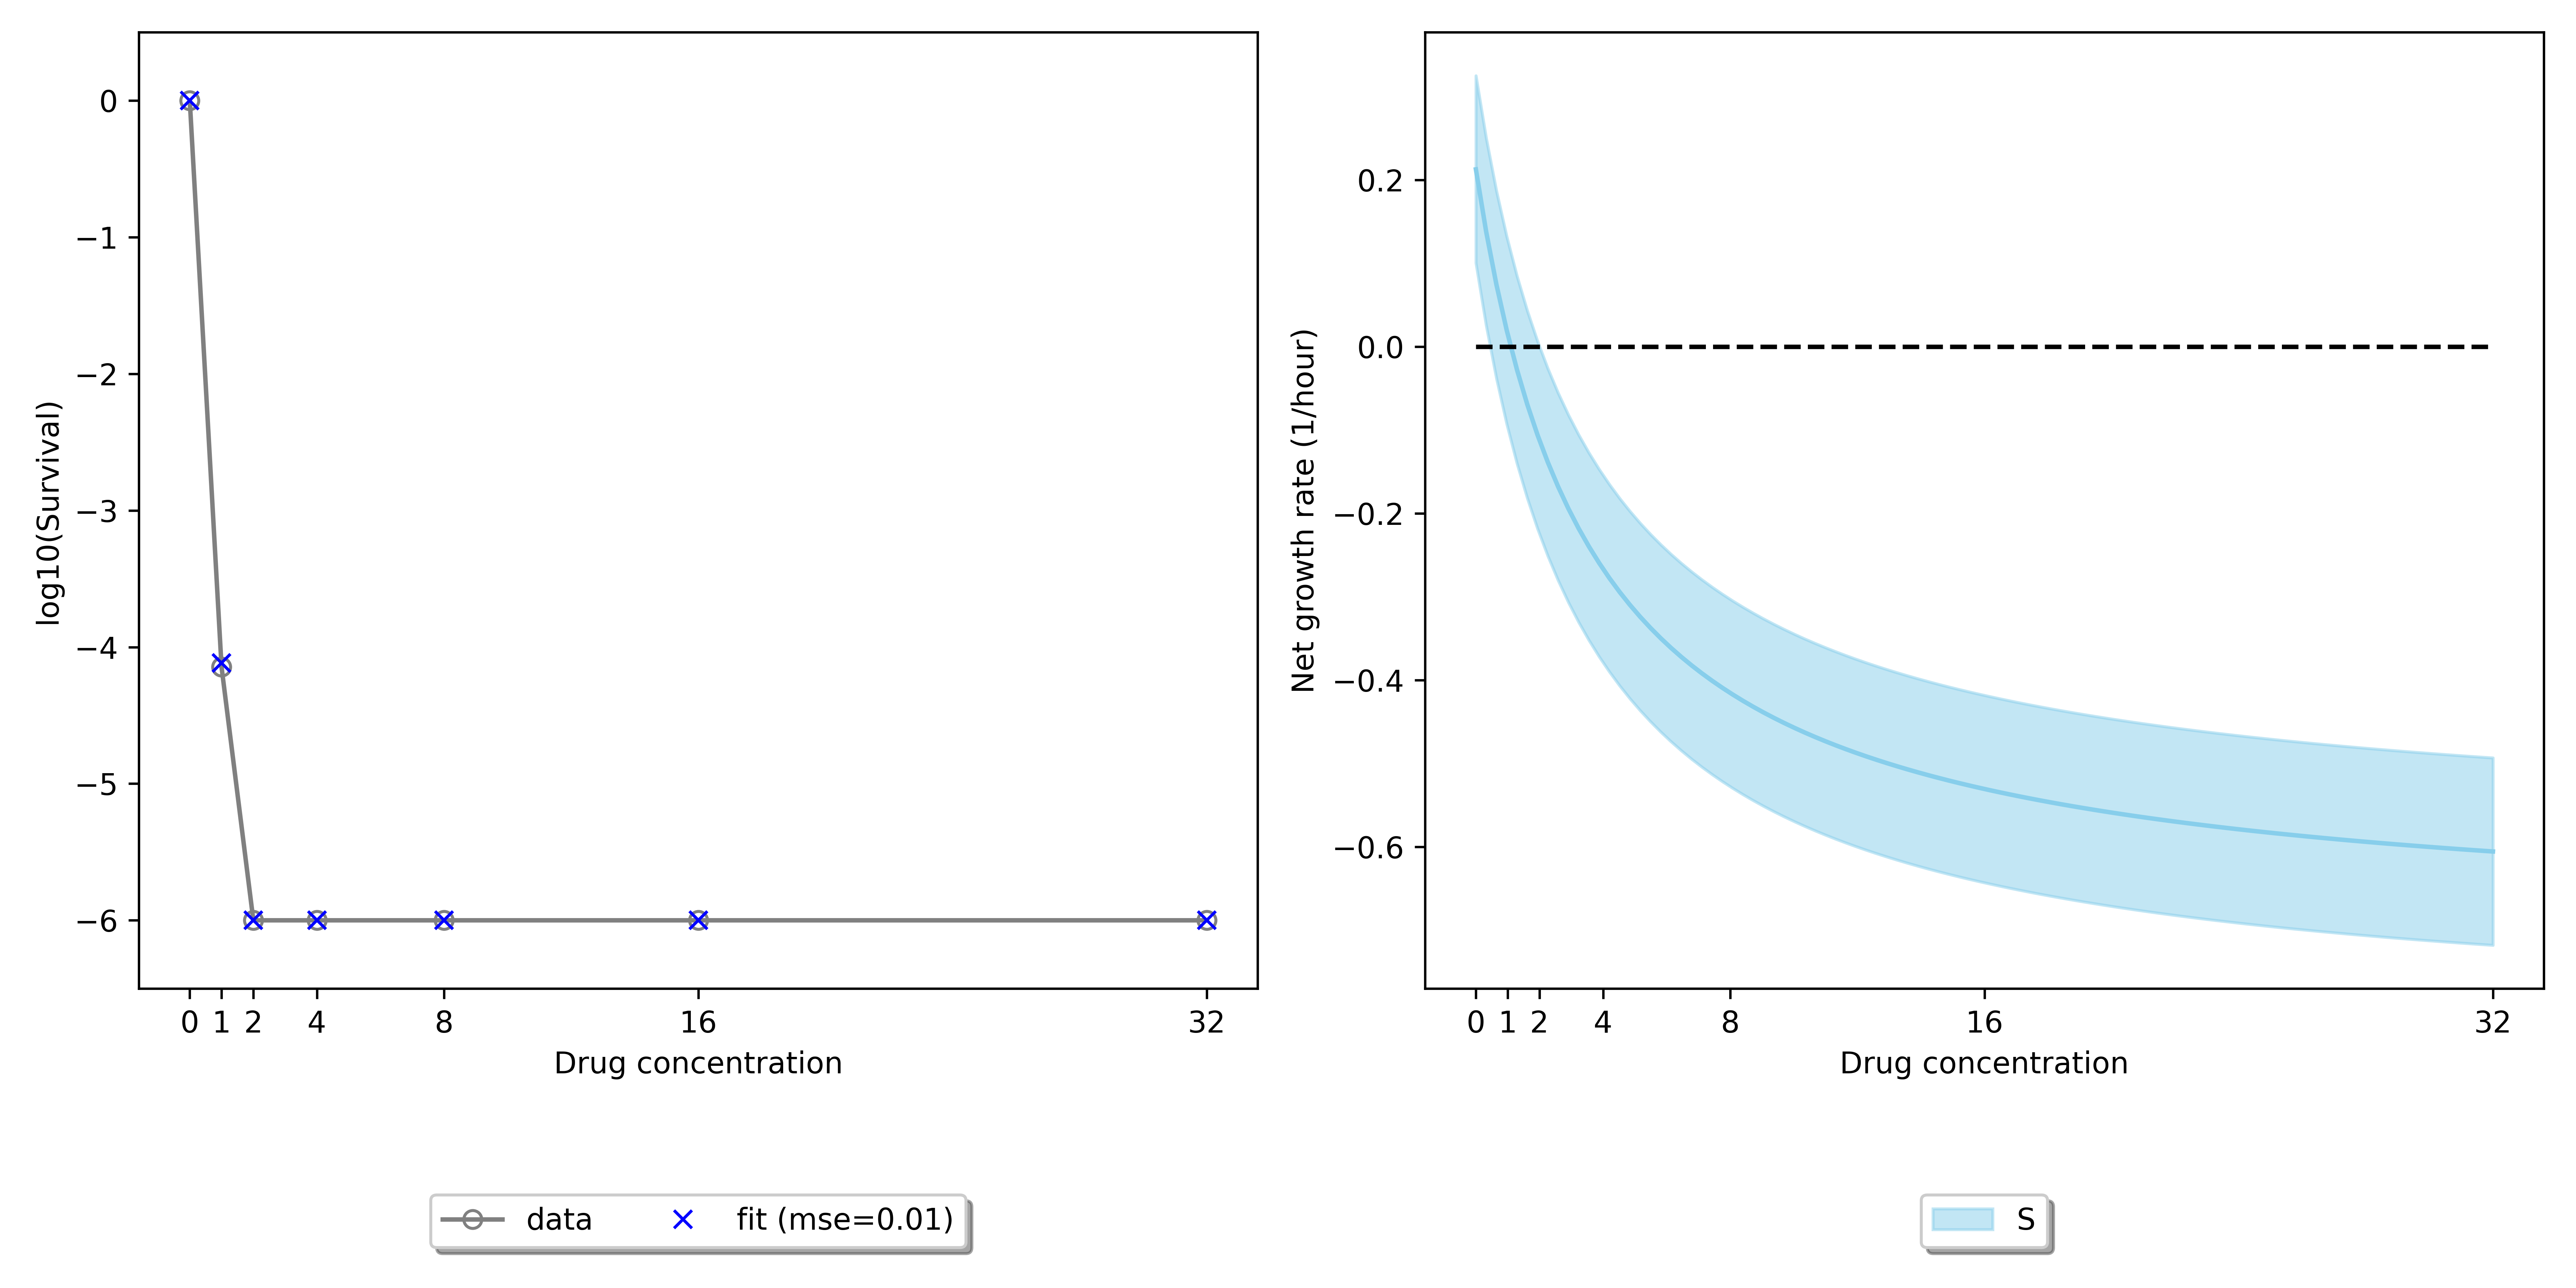 0
−1
−2
−3
−4
−5
−6
log10(Survival)
0 1 2 4 8 16 32
Drug concentration
data fit (mse=0.01)
0.2
0.0
−0.2
−0.4
−0.6
Net growth rate (1/hour)
0 1 2 4 8 16 32
Drug concentration
S